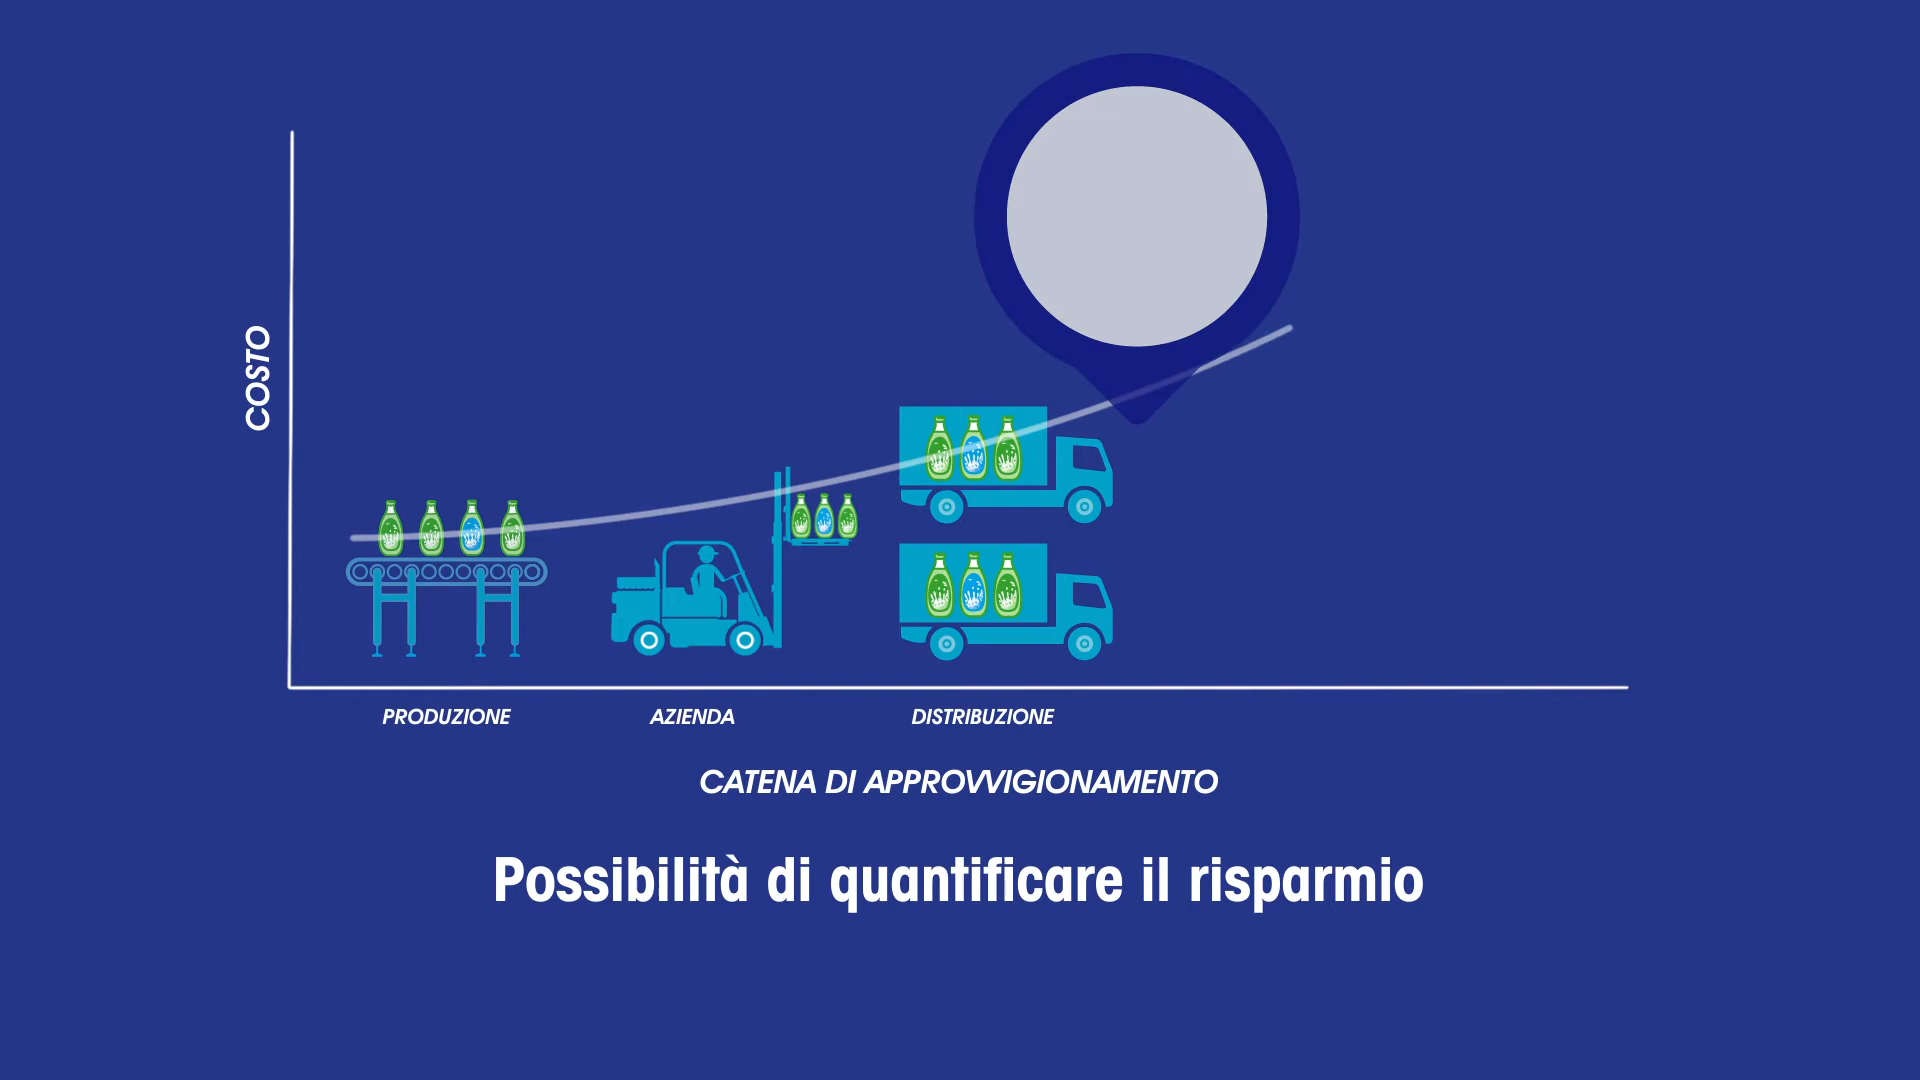 COSTO
PRODUZIONE
AZIENDA
DISTRIBUZIONE
CATENA DI APPROVVIGIONAMENTO
Possibilità di quantificare il risparmio